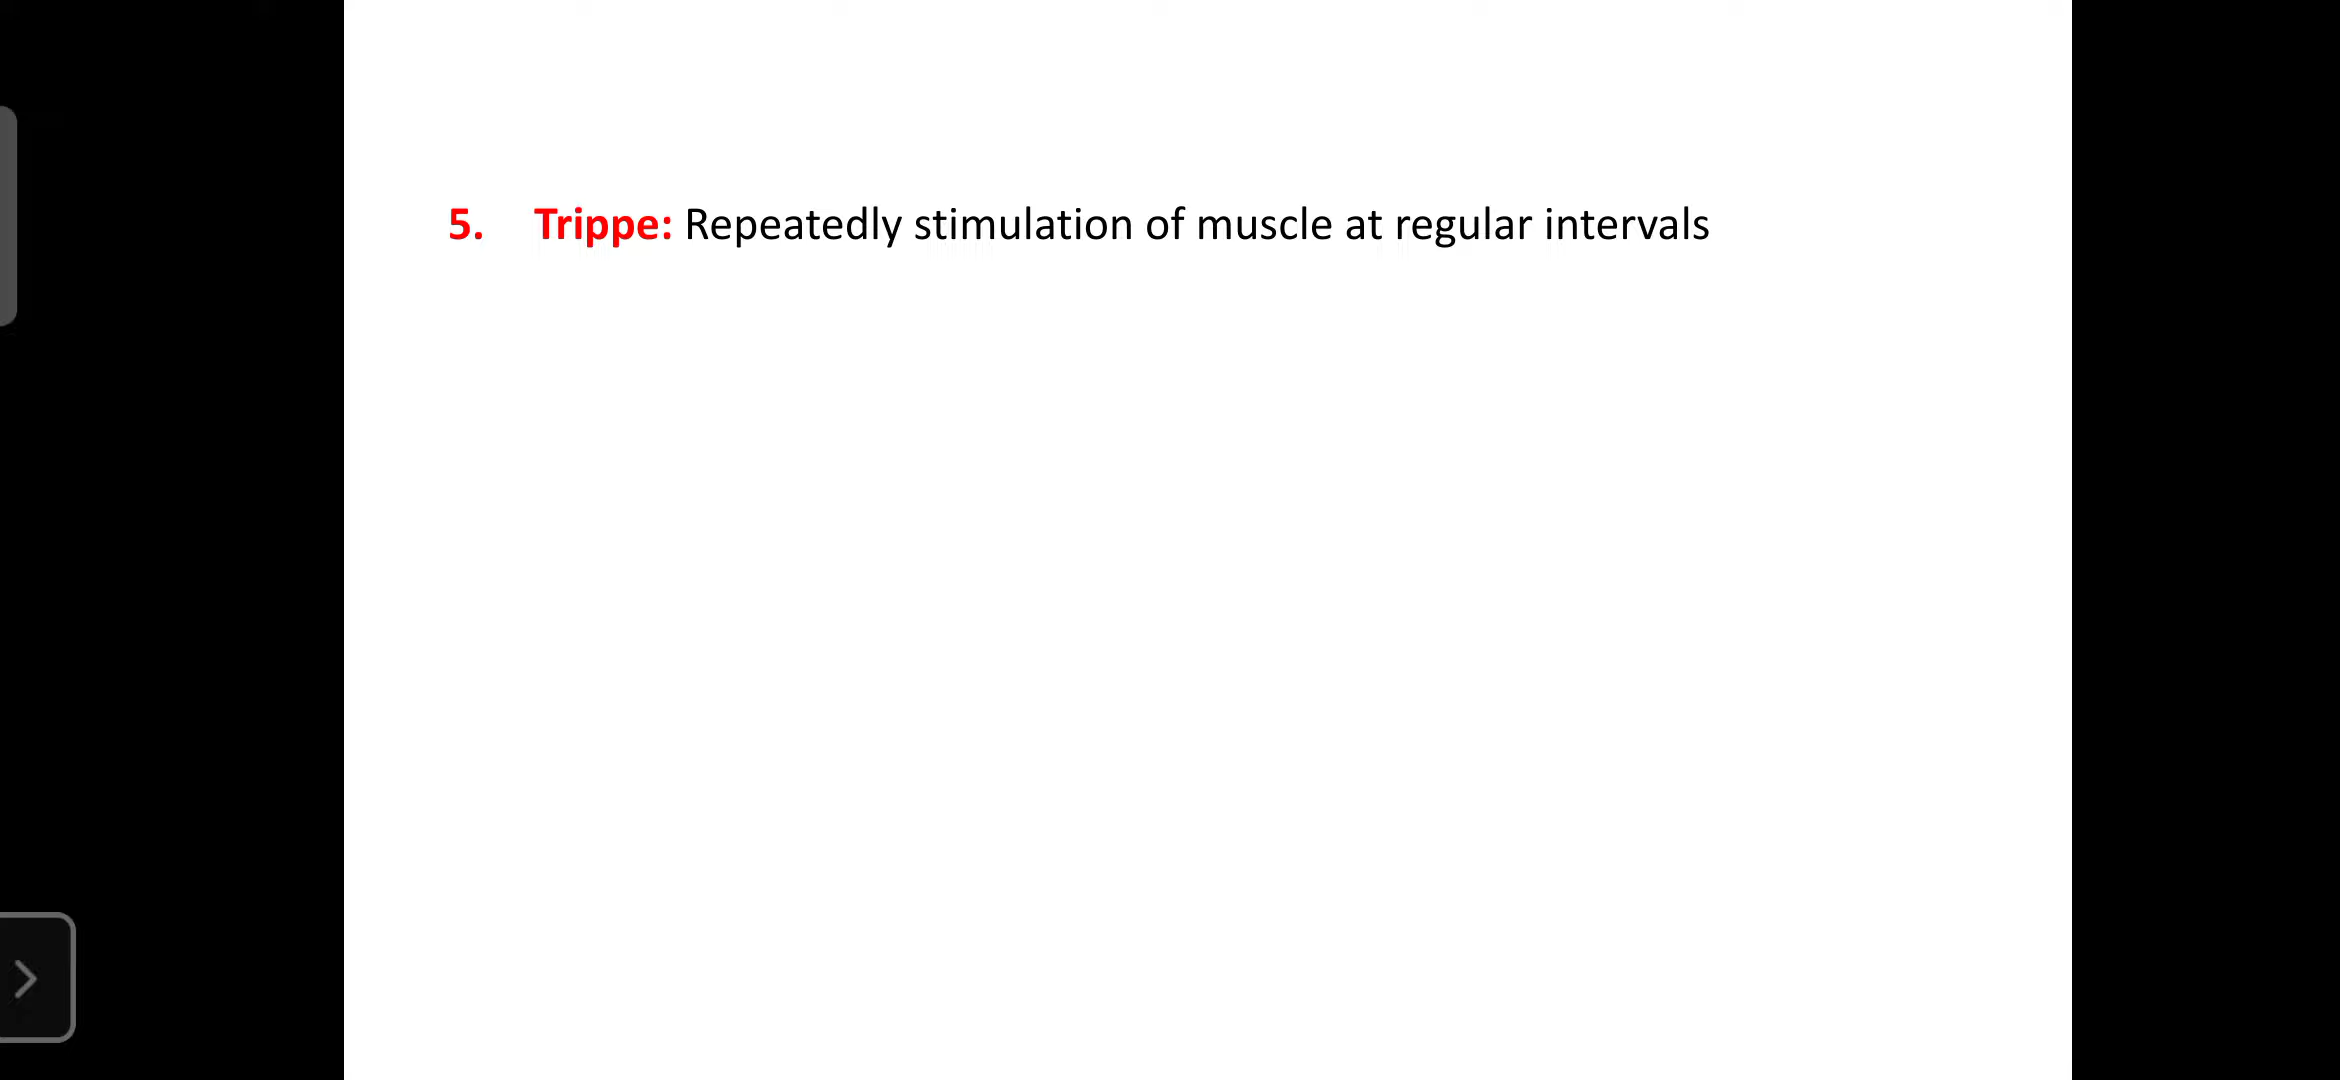 5. Trippe: Repeatedly stimulation of muscle at regular intervals